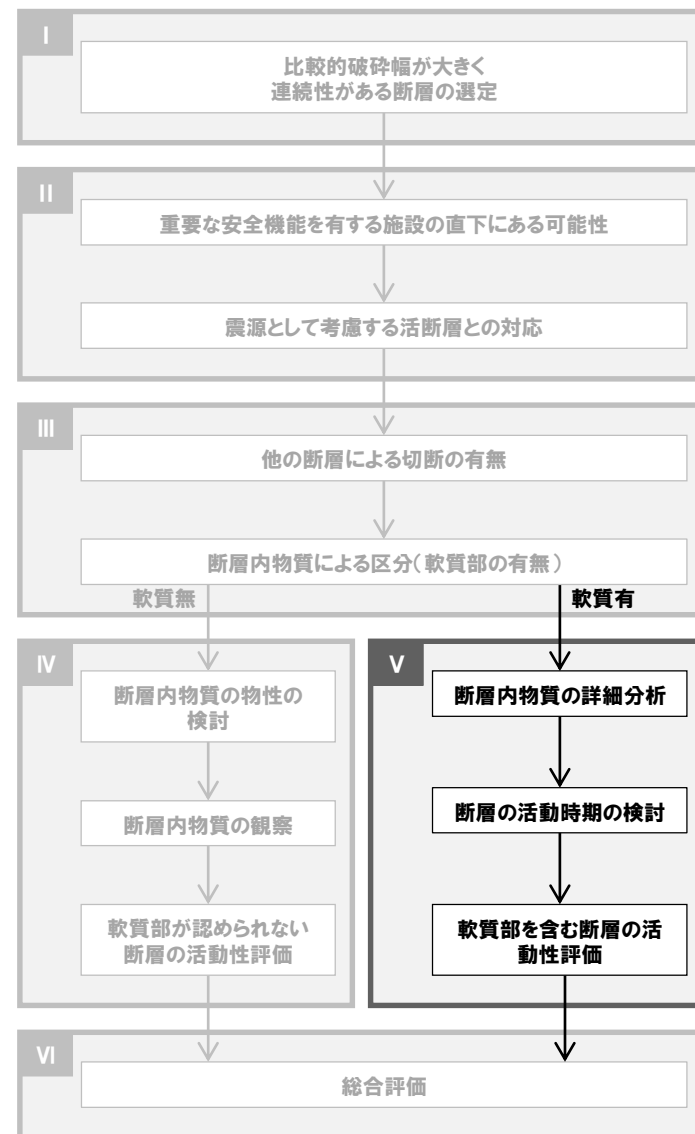 Ⅰ
比較的破砕幅が大きく
連続性がある断層の選定
Ⅱ
重要な安全機能を有する施設の直下にある可能性
震源として考慮する活断層との対応
Ⅲ
他の断層による切断の有無
断層内物質による区分(軟質部の有無)
軟質無
軟質有
Ⅳ
断層内物質の物性の
検討
断層内物質の観察
軟質部が認められない
断層の活動性評価
Ⅴ
断層内物質の詳細分析
断層の活動時期の検討
軟質部を含む断層の活
動性評価
Ⅵ
総合評価